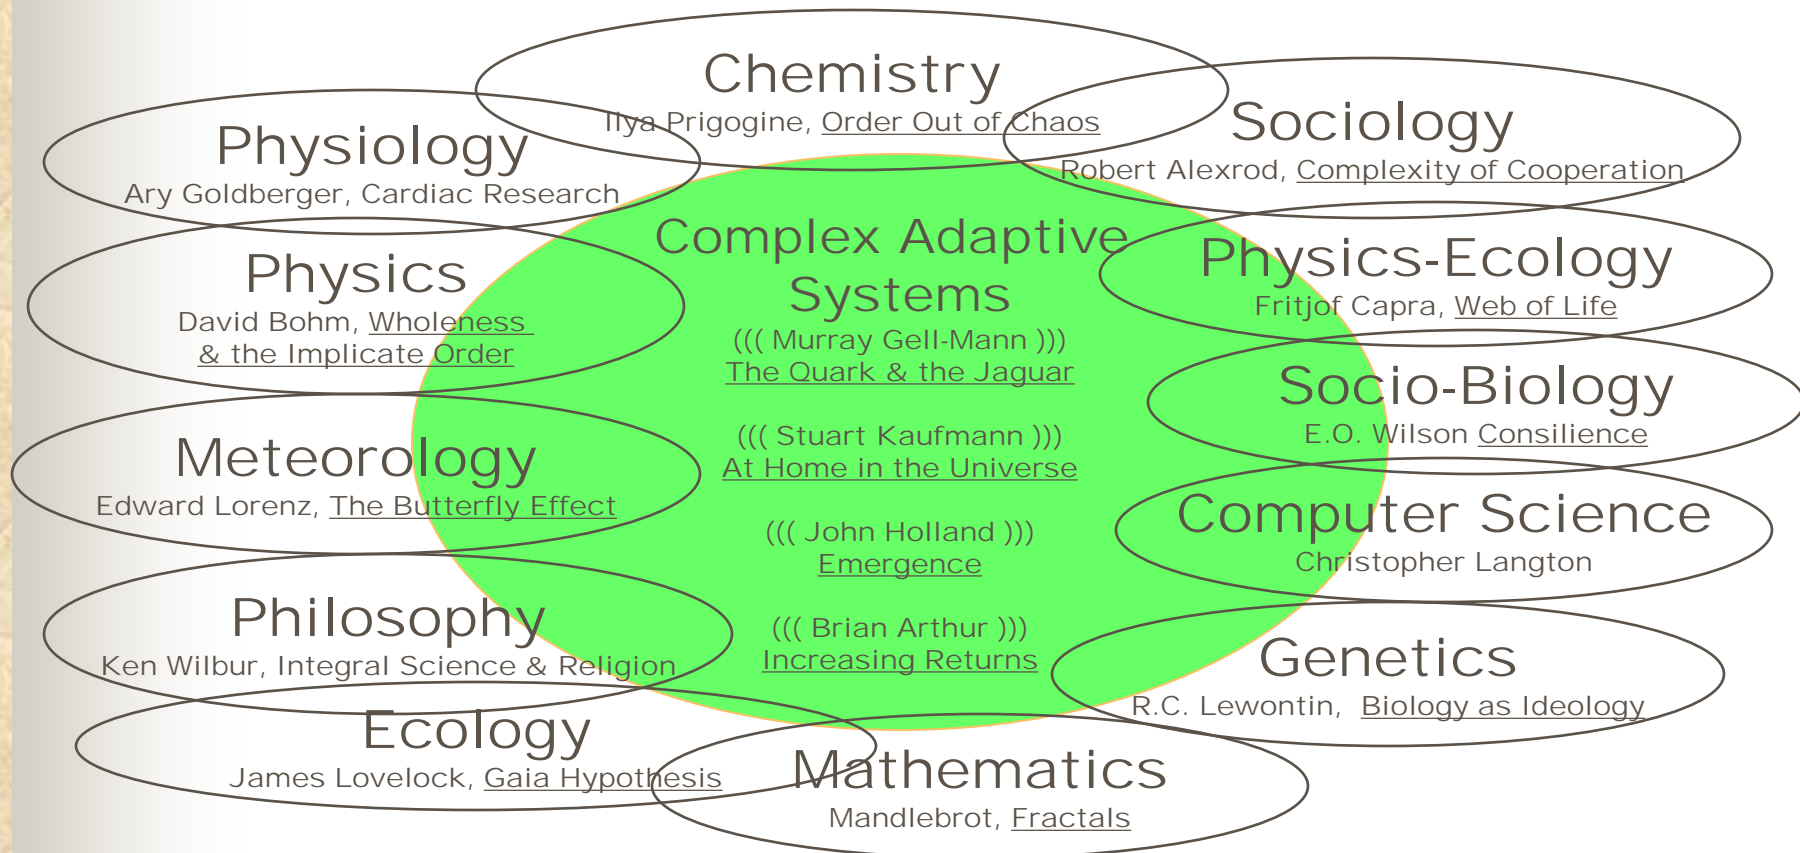 Chemistry
Ilya Prigogine, Order Out of Chaos
Sociology
Robert Alexrod, Complexity of Cooperation
Physiology
Ary Goldberger, Cardiac Research
Complex Adaptive
Systems
((( Murray Gell-Mann )))
The Quark & the Jaguar
((( Stuart Kaufmann )))
At Home in the Universe
((( John Holland )))
Emergence
((( Brian Arthur )))
Increasing Returns
Physics-Ecology
Fritjof Capra, Web of Life
Physics
David Bohm, Wholeness
& the Implicate Order
Socio-Biology
E.O. Wilson Consilience
Meteorology
Edward Lorenz, The Butterfly Effect
Computer Science
Christopher Langton
Philosophy
Ken Wilbur, Integral Science & Religion
Genetics
R.C. Lewontin, Biology as Ideology
Ecology
James Lovelock, Gaia Hypothesis
Mathematics
Mandlebrot, Fractals